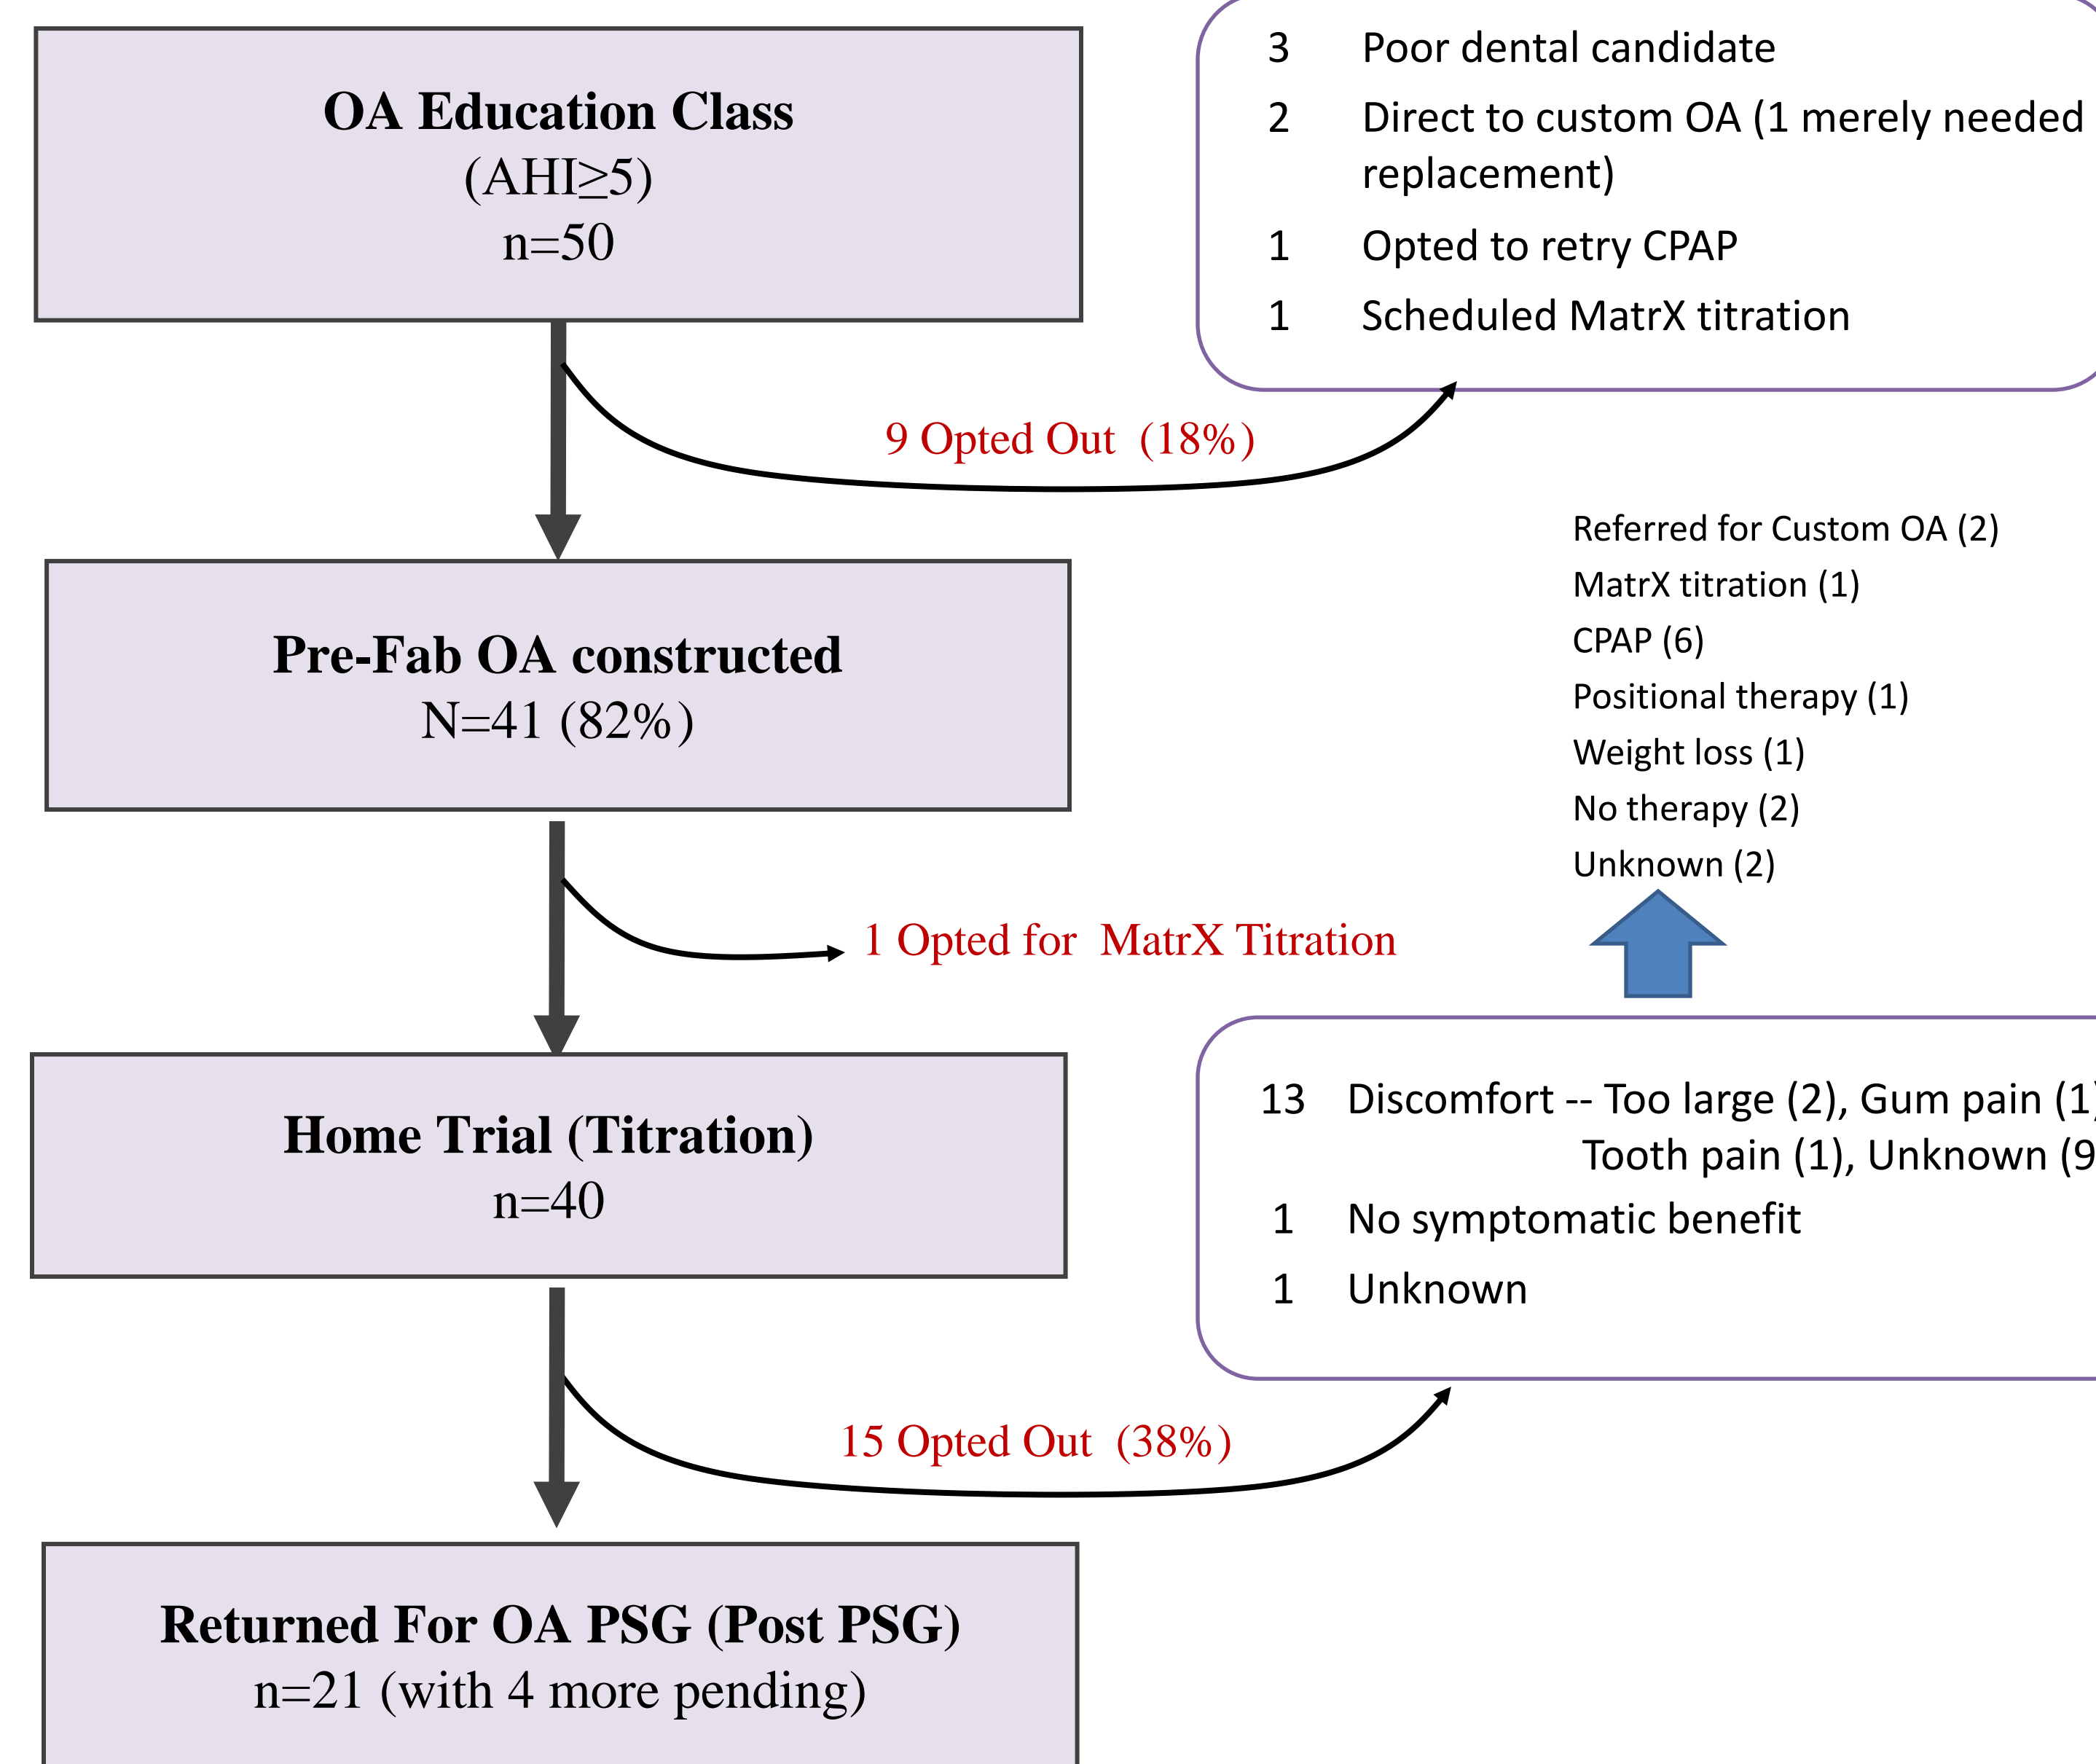 OA Education Class
(AHI≥5)
n=50
3 Poor dental candidate
2 Direct to custom OA (1 merely needed
replacement)
1 Opted to retry CPAP
1 Scheduled MatrX titration
9 Opted Out (18%)
Pre-Fab OA constructed
N=41 (82%)
Referred for Custom OA (2)
MatrX titration (1)
CPAP (6)
Positional therapy (1)
Weight loss (1)
No therapy (2)
Unknown (2)
1 Opted for MatrX Titration
Home Trial (Titration)
n=40
13 Discomfort -- Too large (2), Gum pain (1)
Tooth pain (1), Unknown (9
1 No symptomatic benefit
1 Unknown
15 Opted Out (38%)
Returned For OA PSG (Post PSG)
n=21 (with 4 more pending)